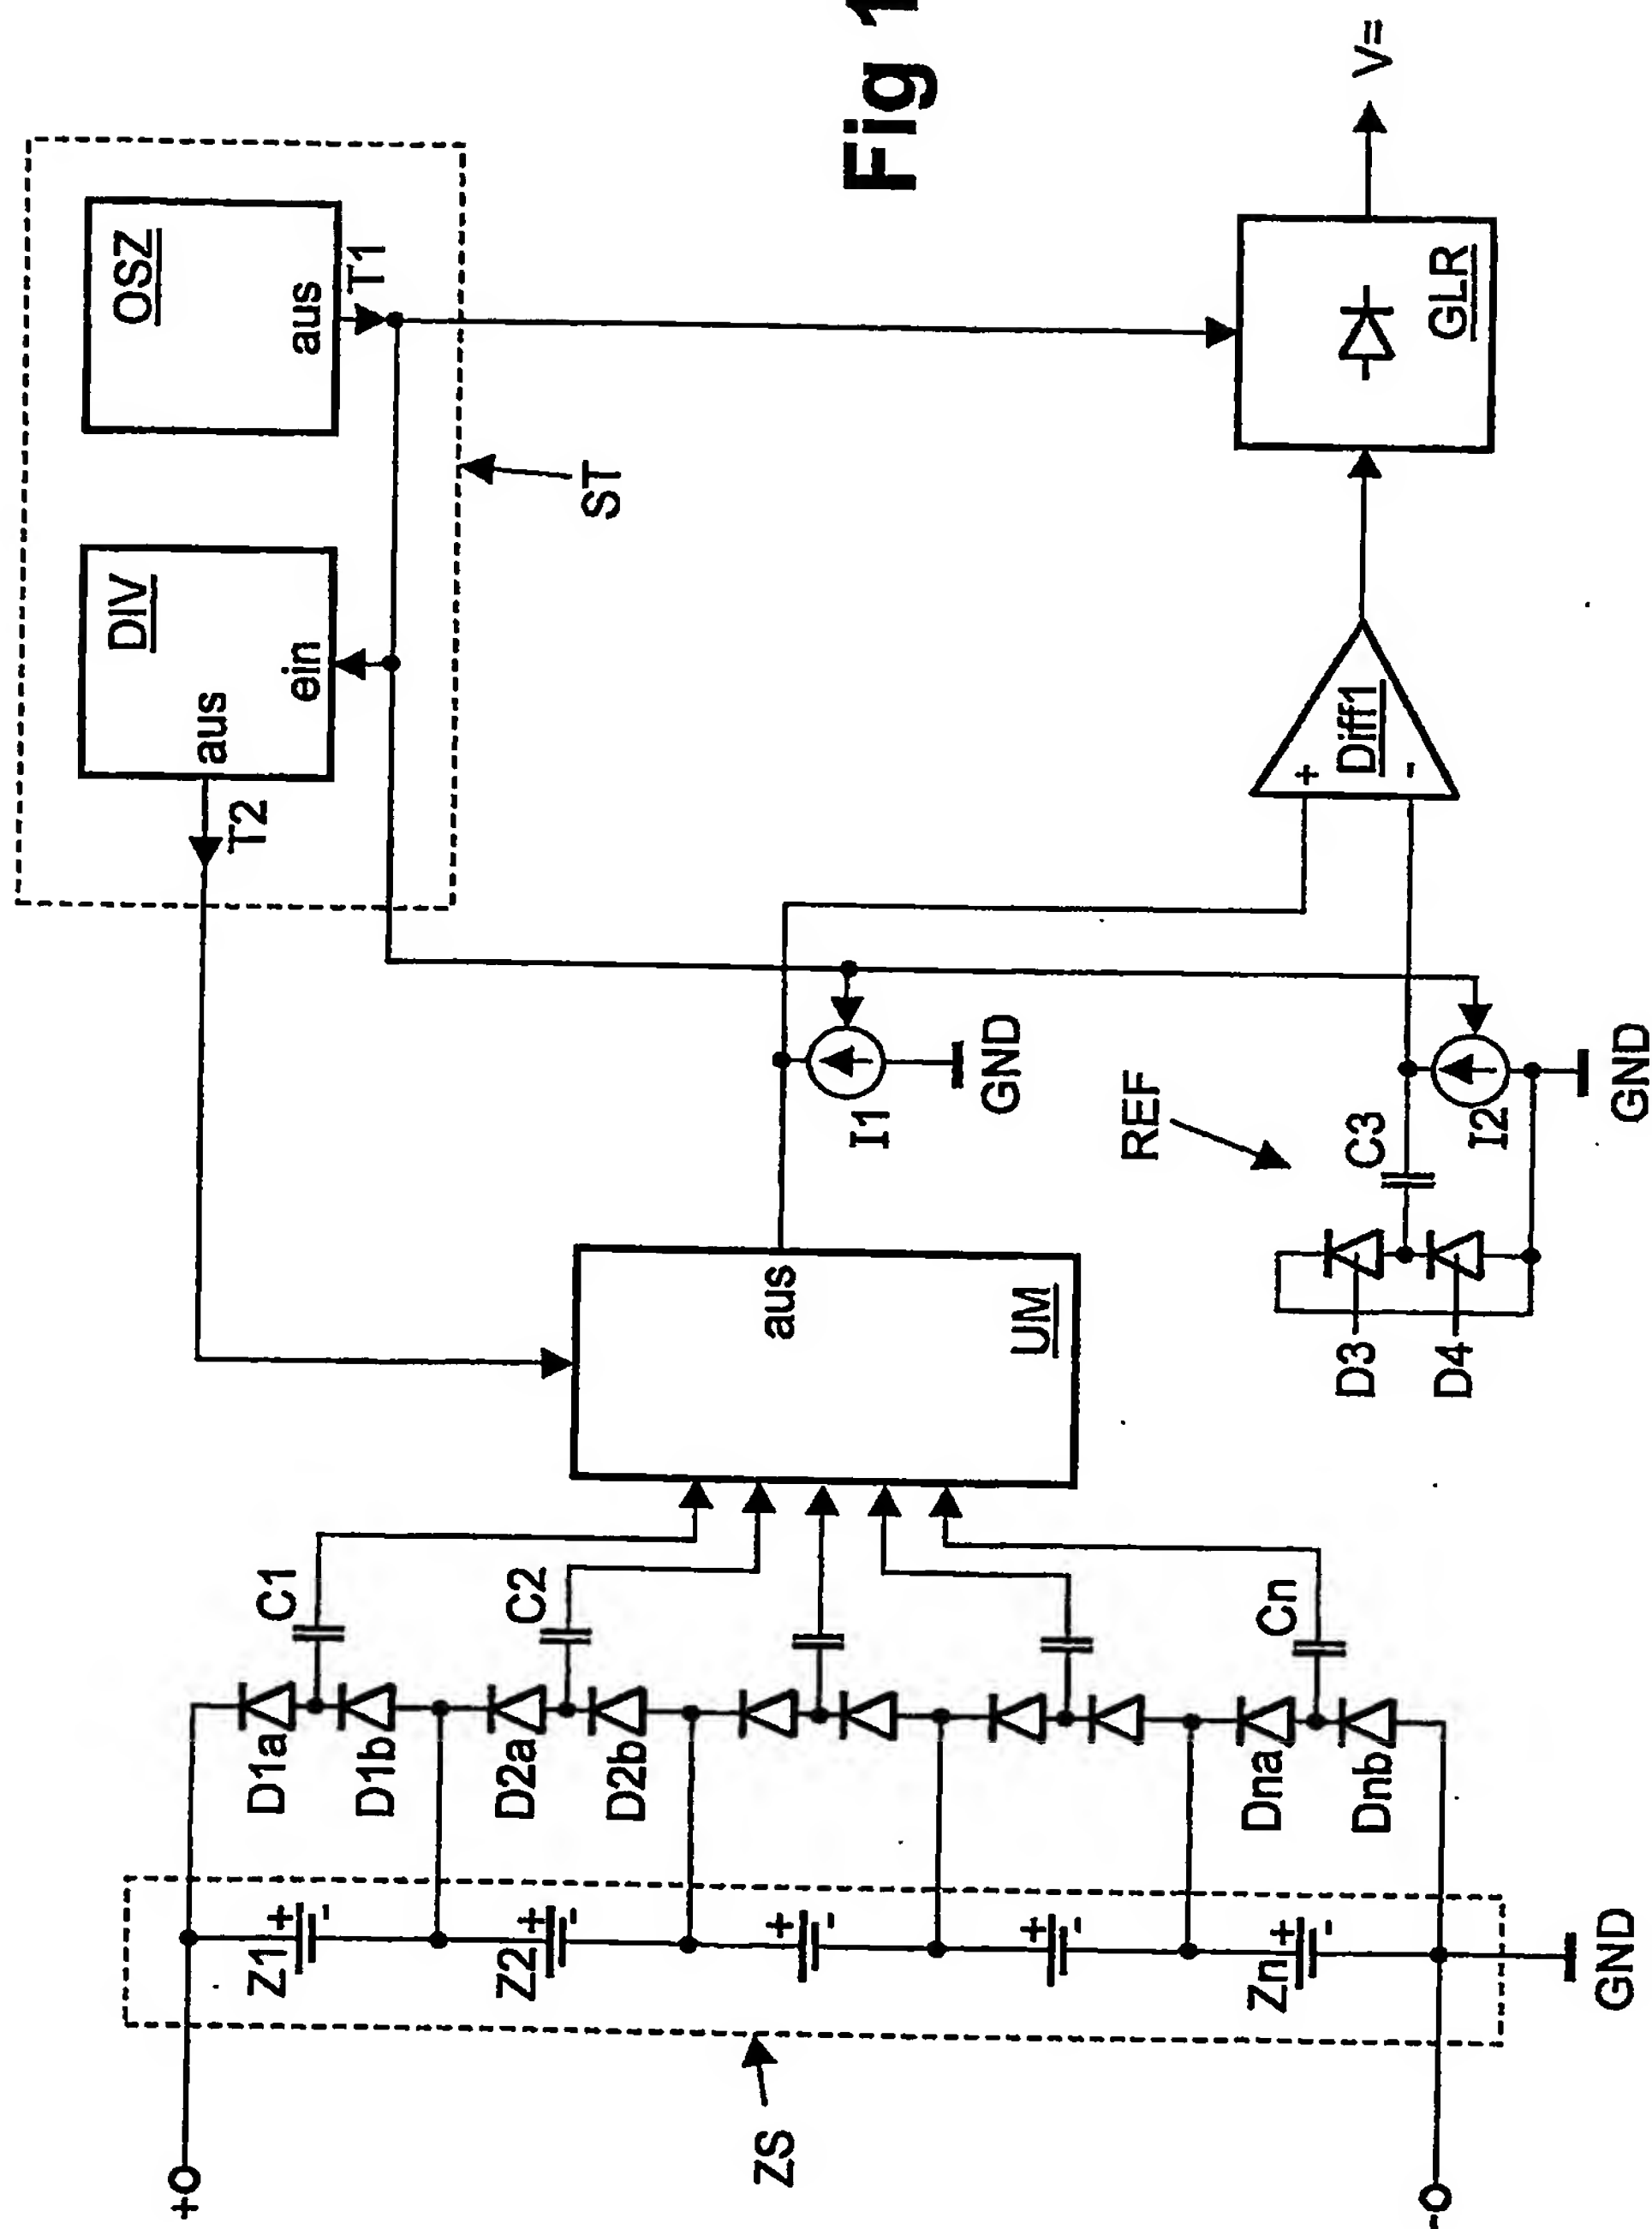 Fig 1
+
-
ZS
Z1
+
-
Z2
+
-
+
-
+
-
Zn
+
-
GND
D1a
D1b
D2a
D2b
Dna
Dnb
C1
C2
Cn
UM
aus
I1
GND
REF
D3
D4
C3
I2
GND
ST
DIV
aus
ein
T2
OSZ
aus
T1
Diff1
+
-
GLR
V=